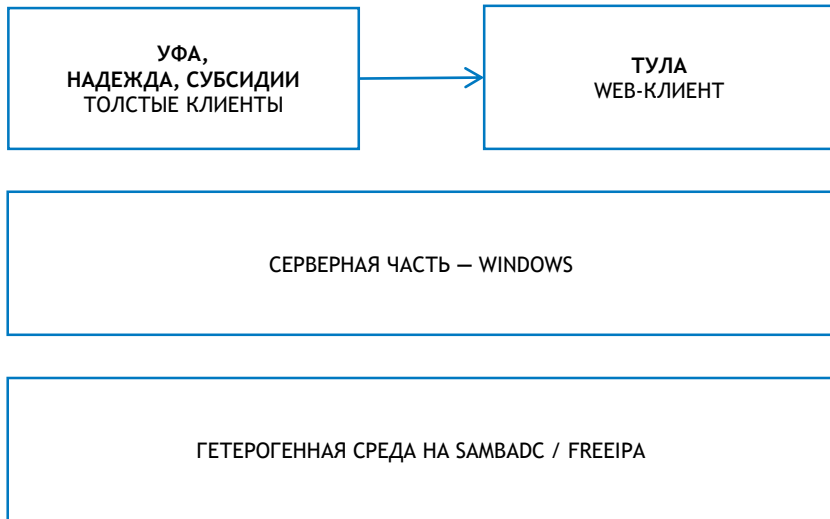 УФА,
НАДЕЖДА, СУБСИДИИ
ТОЛСТЫЕ КЛИЕНТЫ
ТУЛА
WEB-КЛИЕНТ
СЕРВЕРНАЯ ЧАСТЬ — WINDOWS
ГЕТЕРОГЕННАЯ СРЕДА НА SAMBADC / FREEIPA